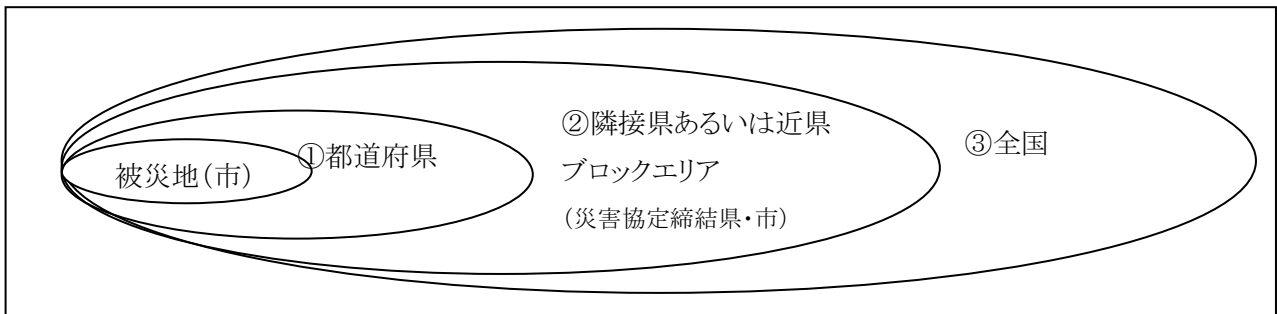 被災地(市)
①都道府県
②隣接県あるいは近県
ブロックエリア
(災害協定締結県・市)
③全国